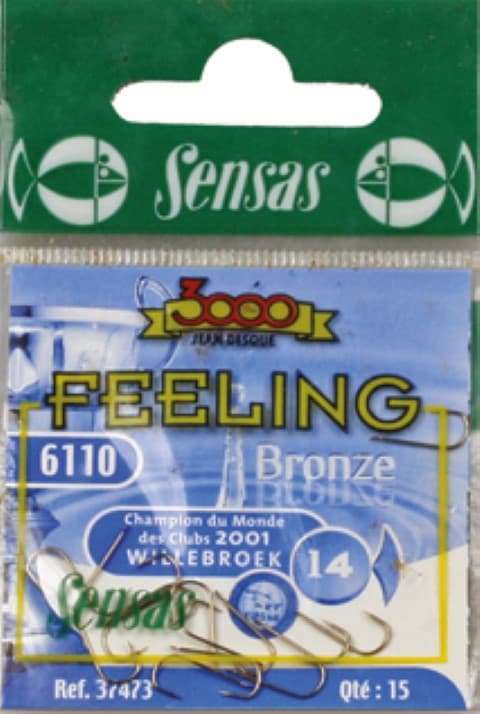 Sensas
3000
JEAN DESQUE
FEELING
6110
Bronze
Champion du Monde
des Clubs 2001
WILLEBROEK
14
Sensas
Ref. 37473
Qté : 15